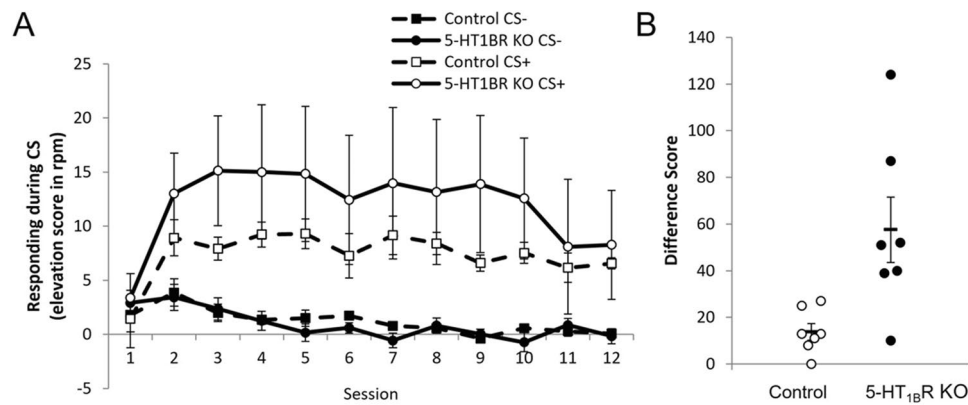 A
Control CS-
5-HT1BR KO CS-
Control CS+
5-HT1BR KO CS+
Responding during CS
(elevation score in rpm)
25
20
15
10
5
0
-5
1 2 3 4 5 6 7 8 9 10 11 12
Session
B
Difference Score
140
120
100
80
60
40
20
0
Control 5-HT1BR KO